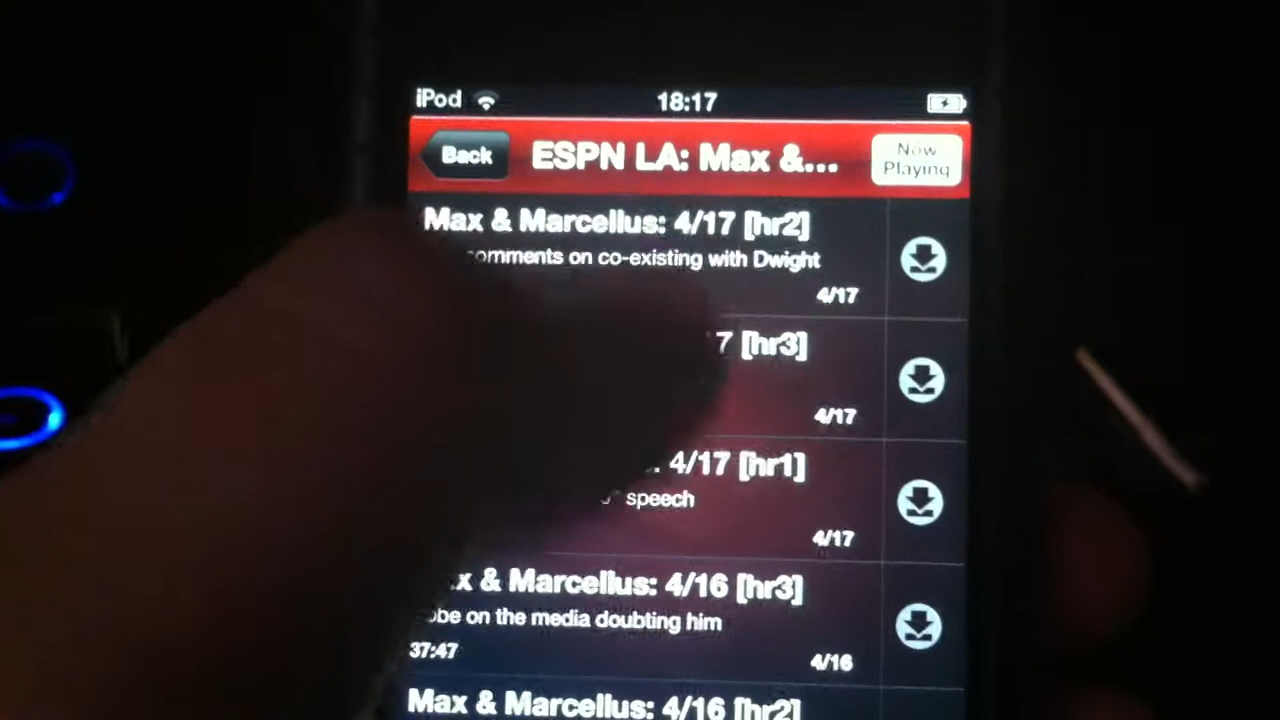 iPod 18:17
Back ESPN LA: Max &... Now Playing
Max & Marcellus: 4/17 [hr2]
comments on co-existing with Dwight
4/17
7 [hr3]
4/17
4/17 [hr1]
speech
4/17
& Marcellus: 4/16 [hr3]
on the media doubting him
37:47 4/16
Max & Marcellus: 4/16 [hr2]